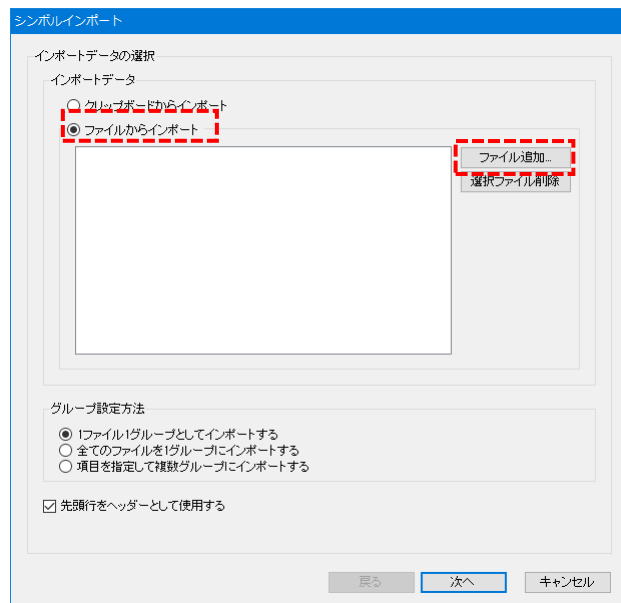 シンボルインポート
インポートデータの選択
インポートデータ
クリップボードからインポート
ファイルからインポート
ファイル追加...
選択ファイル削除
グループ設定方法
1ファイル1グループとしてインポートする
全てのファイルを1グループにインポートする
項目を指定して複数グループにインポートする
先頭行をヘッダーとして使用する
戻る
次へ
キャンセル